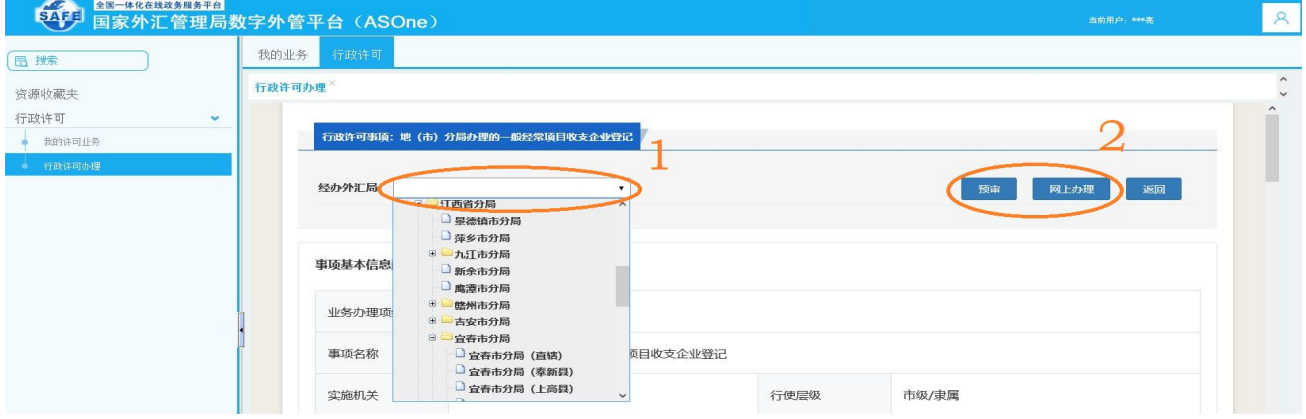 全国一体化在线政务服务平台
SAFE 国家外汇管理局数字外管平台（ASOne）
当前用户：***亮
搜索
我的业务 行政许可
资源收藏夹
行政许可办理 ×
行政许可
我的许可业务
行政许可办理
行政许可事项：地（市）分局办理的一般经常项目收支企业登记
1
2
经办外汇局
预审 网上办理 返回
江西省分局
景德镇市分局
萍乡市分局
九江市分局
新余市分局
鹰潭市分局
赣州市分局
吉安市分局
宜春市分局
宜春市分局（直辖）
宜春市分局（奉新县）
宜春市分局（上高县）
事项基本信息
业务办理项
事项名称 项目收支企业登记
实施机关 行使层级 市级/隶属